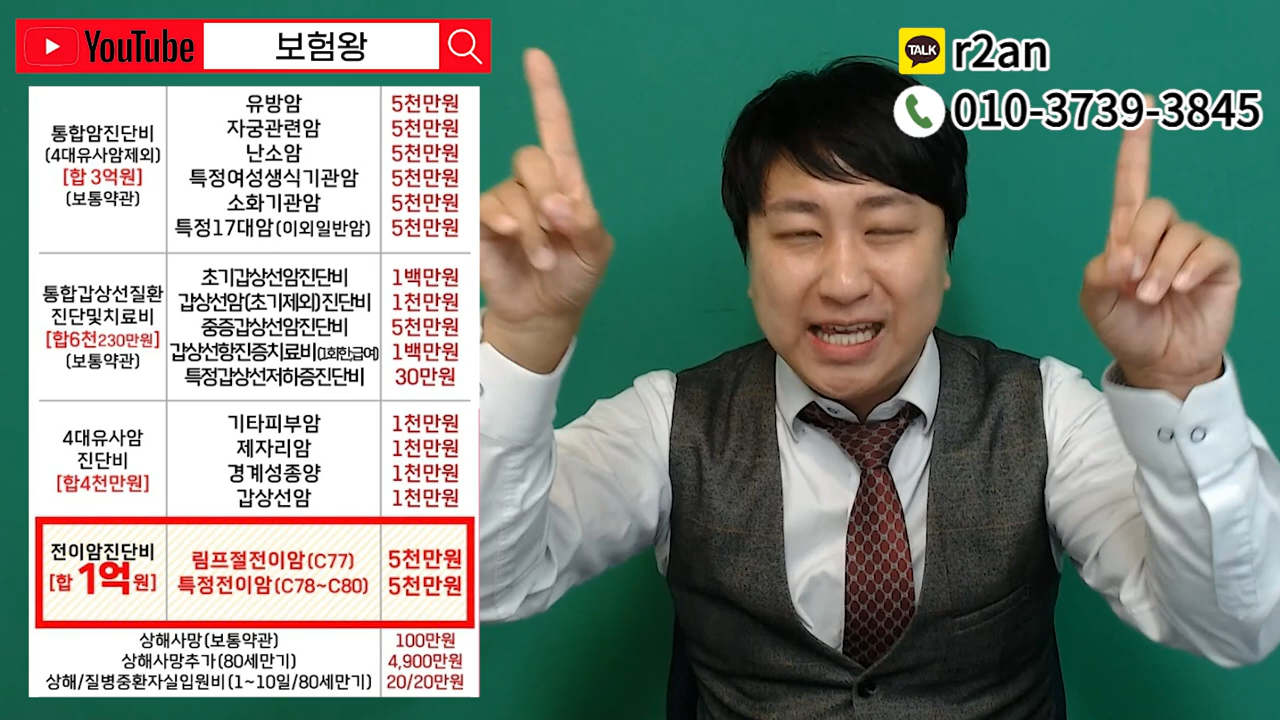 YouTube 보험왕
TALK r2an
010-3739-3845
통합암진단비
(4대유사암제외)
[합 3억원]
(보통약관)
유방암 5천만원
자궁관련암 5천만원
난소암 5천만원
특정여성생식기관암 5천만원
소화기관암 5천만원
특정17대암(이외일반암) 5천만원
통합갑상선질환
진단및치료비
[합6천230만원]
(보통약관)
초기갑상선암진단비 1백만원
갑상선암(초기제외)진단비 1천만원
중증갑상선암진단비 5천만원
갑상선항진증치료비(1회한,급여) 1백만원
특정갑상선저하증진단비 30만원
4대유사암
진단비
[합4천만원]
기타피부암 1천만원
제자리암 1천만원
경계성종양 1천만원
갑상선암 1천만원
전이암진단비
[합 1억원]
림프절전이암(C77) 5천만원
특정전이암(C78~C80) 5천만원
상해사망(보통약관) 100만원
상해사망추가(80세만기) 4,900만원
상해/질병중환자실입원비(1~10일/80세만기) 20/20만원